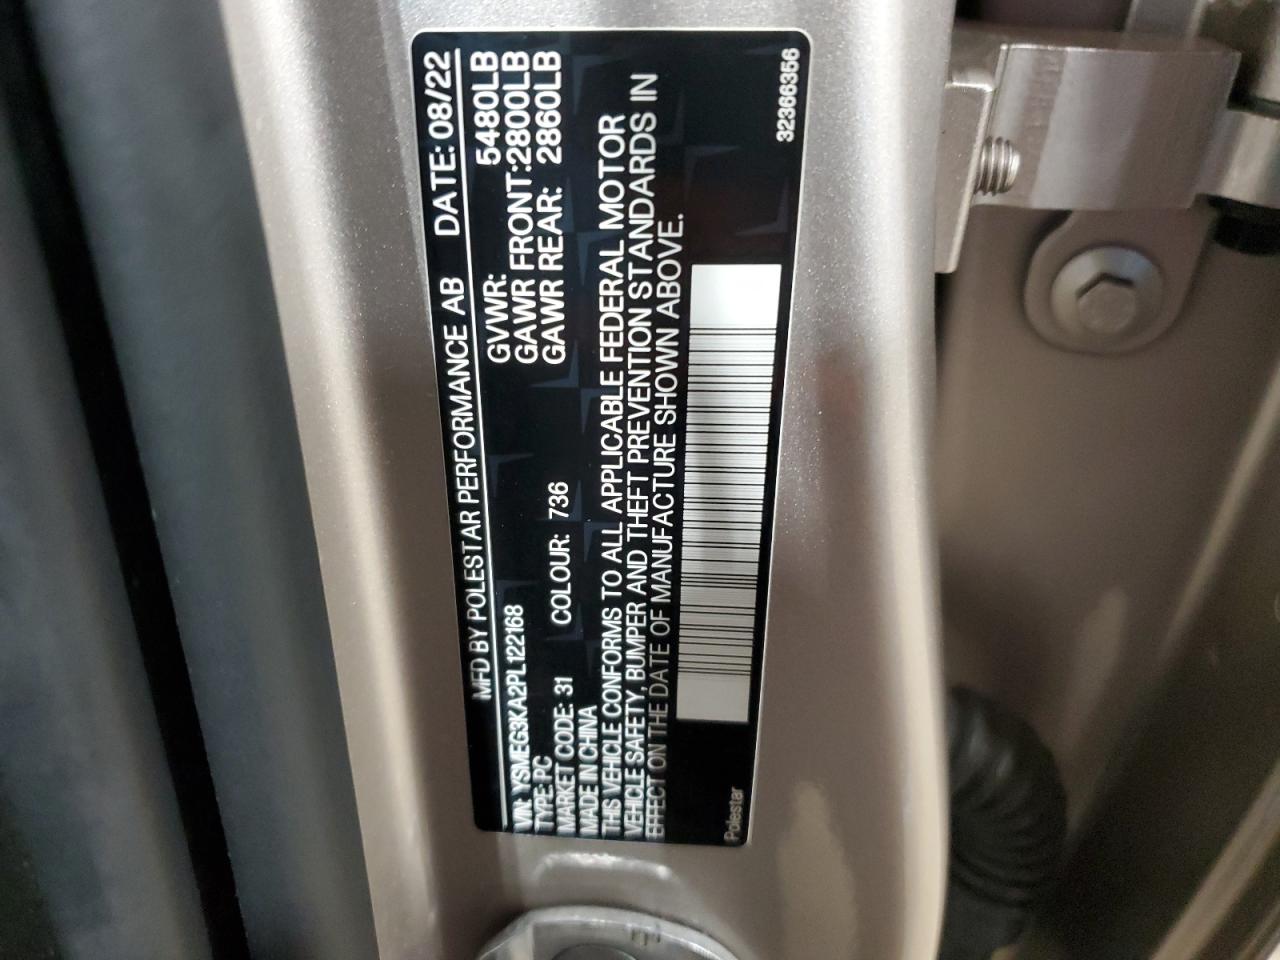 MFD BY POLESTAR PERFORMANCE AB DATE: 08/22
VIN: YSMEG3KA2PL122168 GVWR: 5480LB
TYPE: PC GAWR FRONT: 2800LB
MARKET CODE: 31 COLOUR: 736 GAWR REAR: 2860LB
MADE IN CHINA
THIS VEHICLE CONFORMS TO ALL APPLICABLE FEDERAL MOTOR
VEHICLE SAFETY, BUMPER AND THEFT PREVENTION STANDARDS IN
EFFECT ON THE DATE OF MANUFACTURE SHOWN ABOVE.
Polestar 32366356